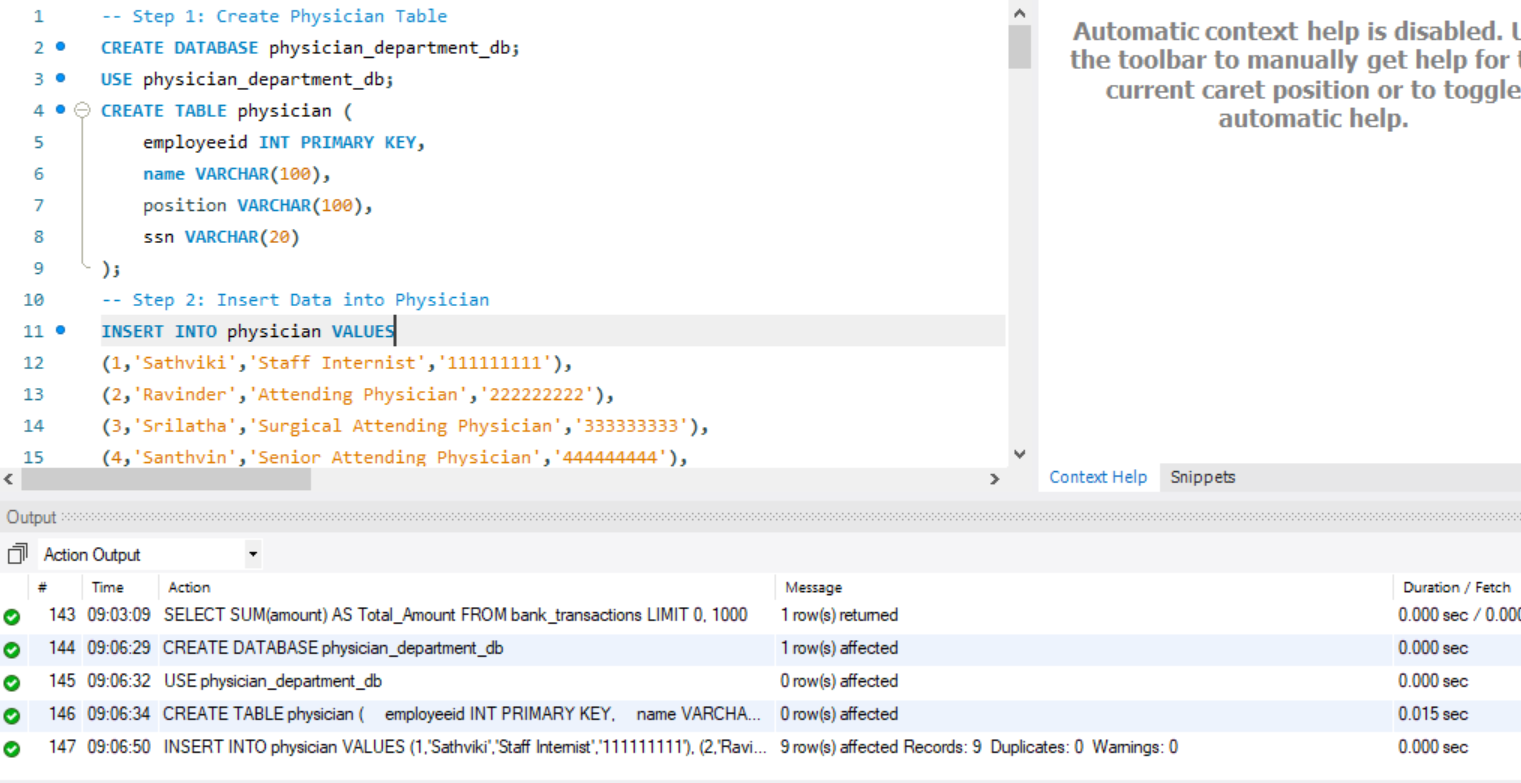 1 -- Step 1: Create Physician Table
2 CREATE DATABASE physician_department_db;
3 USE physician_department_db;
4 CREATE TABLE physician (
5 employeeid INT PRIMARY KEY,
6 name VARCHAR(100),
7 position VARCHAR(100),
8 ssn VARCHAR(20)
9 );
10 -- Step 2: Insert Data into Physician
11 INSERT INTO physician VALUES
12 (1,'Sathviki','Staff Internist','111111111'),
13 (2,'Ravinder','Attending Physician','222222222'),
14 (3,'Srilatha','Surgical Attending Physician','333333333'),
15 (4,'Santhvin','Senior Attending Physician','444444444'),
Automatic context help is disabled.
the toolbar to manually get help for
current caret position or to toggle
automatic help.
Context Help Snippets
Output
Action Output
# Time Action Message Duration / Fetch
143 09:03:09 SELECT SUM(amount) AS Total_Amount FROM bank_transactions LIMIT 0, 1000 1 row(s) returned 0.000 sec / 0.000
144 09:06:29 CREATE DATABASE physician_department_db 1 row(s) affected 0.000 sec
145 09:06:32 USE physician_department_db 0 row(s) affected 0.000 sec
146 09:06:34 CREATE TABLE physician ( employeeid INT PRIMARY KEY, name VARCHA... 0 row(s) affected 0.015 sec
147 09:06:50 INSERT INTO physician VALUES (1,'Sathviki','Staff Internist','111111111'), (2,'Ravi... 9 row(s) affected Records: 9 Duplicates: 0 Warnings: 0 0.000 sec